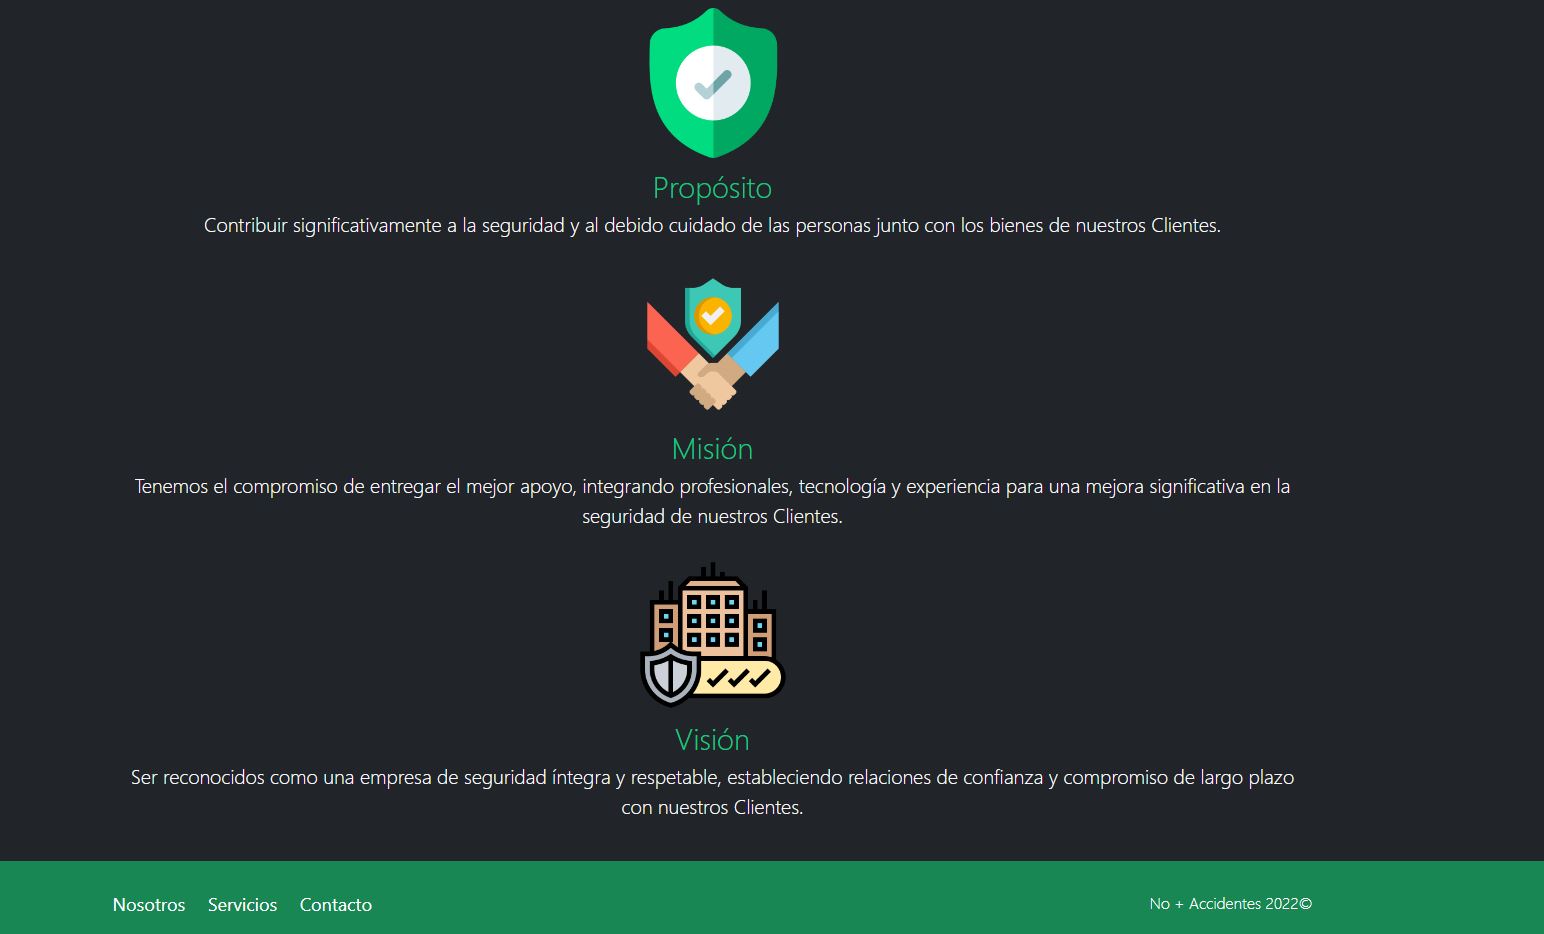 Propósito
Contribuir significativamente a la seguridad y al debido cuidado de las personas junto con los bienes de nuestros Clientes.
Misión
Tenemos el compromiso de entregar el mejor apoyo, integrando profesionales, tecnología y experiencia para una mejora significativa en la
seguridad de nuestros Clientes.
Visión
Ser reconocidos como una empresa de seguridad íntegra y respetable, estableciendo relaciones de confianza y compromiso de largo plazo
con nuestros Clientes.
Nosotros Servicios Contacto
No + Accidentes 2022©